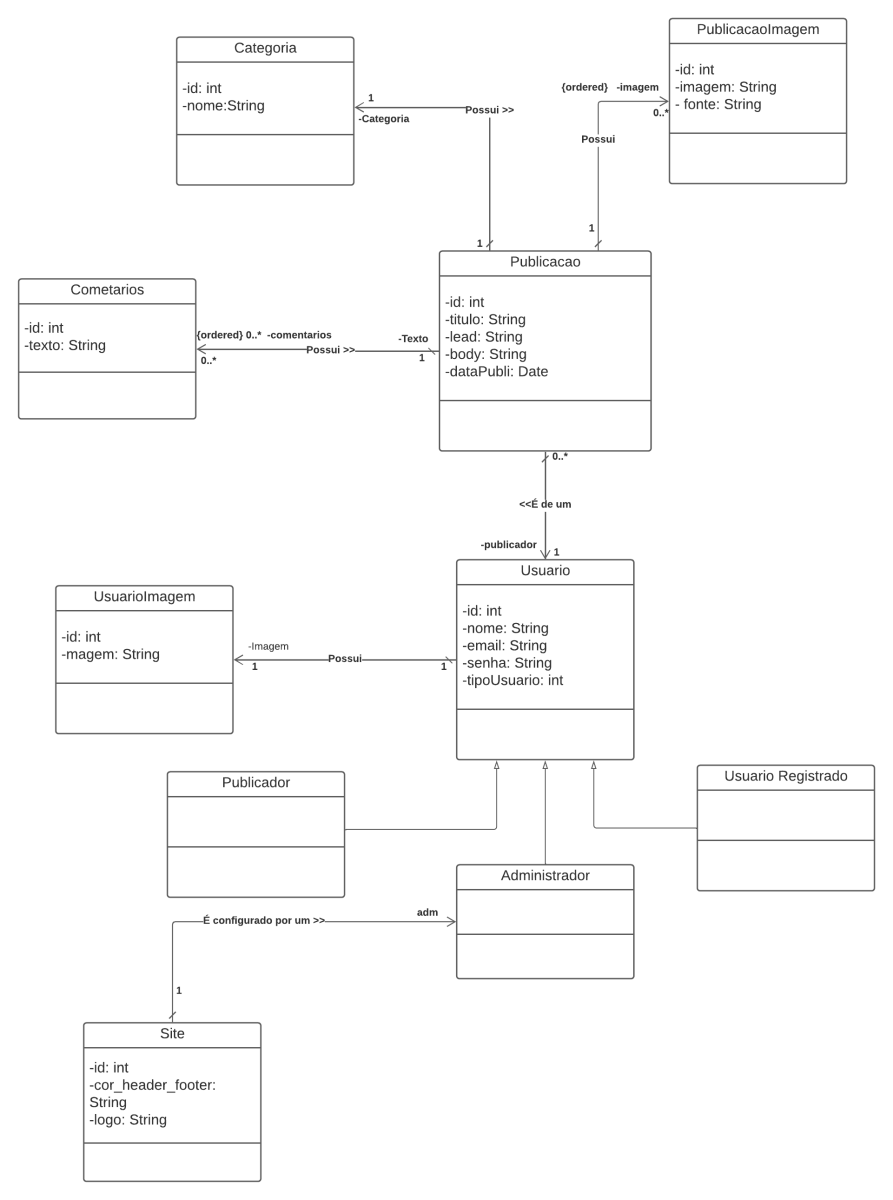 PublicacaoImagem
-id: int
-imagem: String
- fonte: String
Categoria
-id: int
-nome:String
1
-Categoria
Possui >>
1
{ordered} -imagem
0..*
Possui
1
Publicacao
-id: int
-titulo: String
-lead: String
-body: String
-dataPubli: Date
Cometarios
-id: int
-texto: String
{ordered} 0..* -comentarios
0..*
Possui >>
-Texto
1
0..*
<<É de um
-publicador
1
Usuario
-id: int
-nome: String
-email: String
-senha: String
-tipoUsuario: int
UsuarioImagem
-id: int
-magem: String
-Imagem
1
Possui
1
Publicador
Usuario Registrado
Administrador
É configurado por um >>
adm
1
Site
-id: int
-cor_header_footer:
String
-logo: String